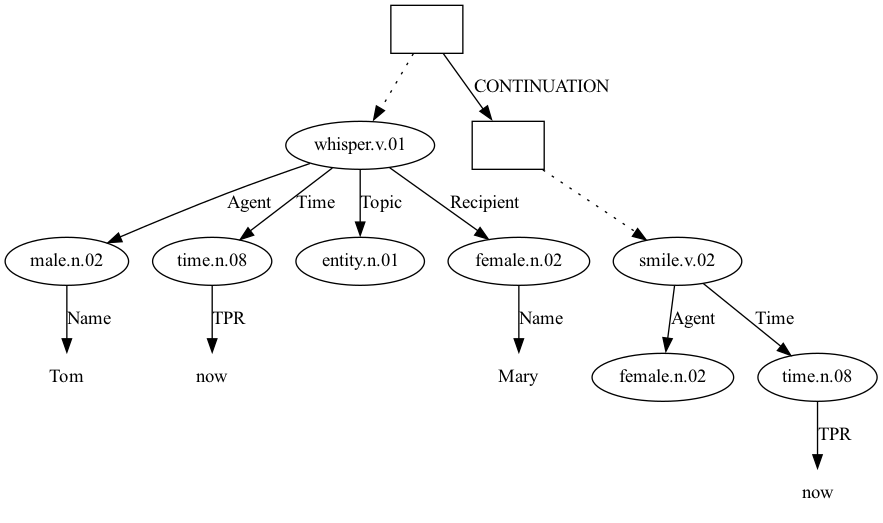 CONTINUATION
whisper.v.01
Agent
Time
Topic
Recipient
male.n.02
time.n.08
entity.n.01
female.n.02
smile.v.02
Name
TPR
Name
Agent
Time
Tom
now
Mary
female.n.02
time.n.08
TPR
now